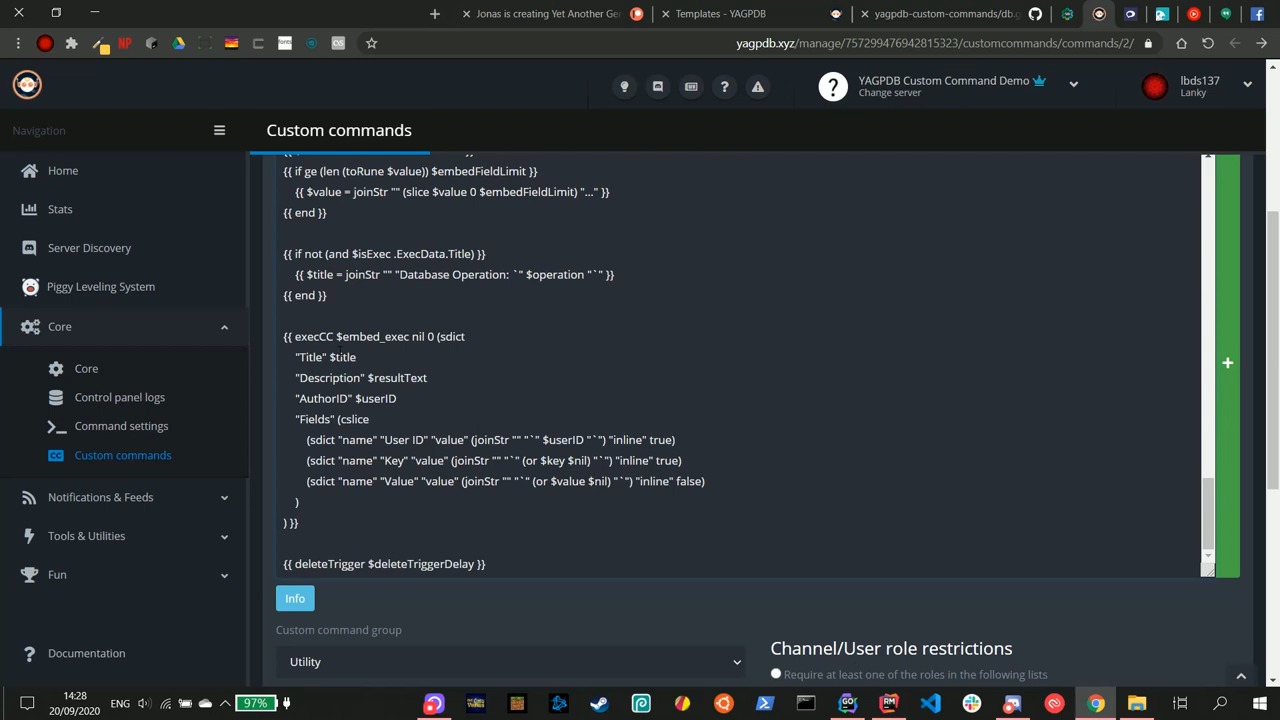 Jonas is creating Yet Another Ge
Templates - YAGPDB
yagpdb-custom-commands/db.g
NP
fonts
yagpdb.xyz/manage/757299476942815323/customcommands/commands/2/
YAGPDB Custom Command Demo
Change server
lbds137
Lanky
Navigation
Custom commands
Home
Stats
Server Discovery
Piggy Leveling System
Core
Core
Control panel logs
Command settings
CC Custom commands
Notifications & Feeds
Tools & Utilities
Fun
Documentation
{{ if ge (len (toRune $value)) $embedFieldLimit }}
{{ $value = joinStr "" (slice $value 0 $embedFieldLimit) "..." }}
{{ end }}
{{ if not (and $isExec .ExecData.Title) }}
{{ $title = joinStr "" "Database Operation: `" $operation "`" }}
{{ end }}
{{ execCC $embed_exec nil 0 (sdict
"Title" $title
"Description" $resultText
"AuthorID" $userID
"Fields" (cslice
(sdict "name" "User ID" "value" (joinStr "" "`" $userID "`") "inline" true)
(sdict "name" "Key" "value" (joinStr "" "`" (or $key $nil) "`") "inline" true)
(sdict "name" "Value" "value" (joinStr "" "`" (or $value $nil) "`") "inline" false)
)
) }}
{{ deleteTrigger $deleteTriggerDelay }}
Info
Custom command group
Utility
Channel/User role restrictions
Require at least one of the roles in the following lists
14:28
20/09/2020
ENG
97%